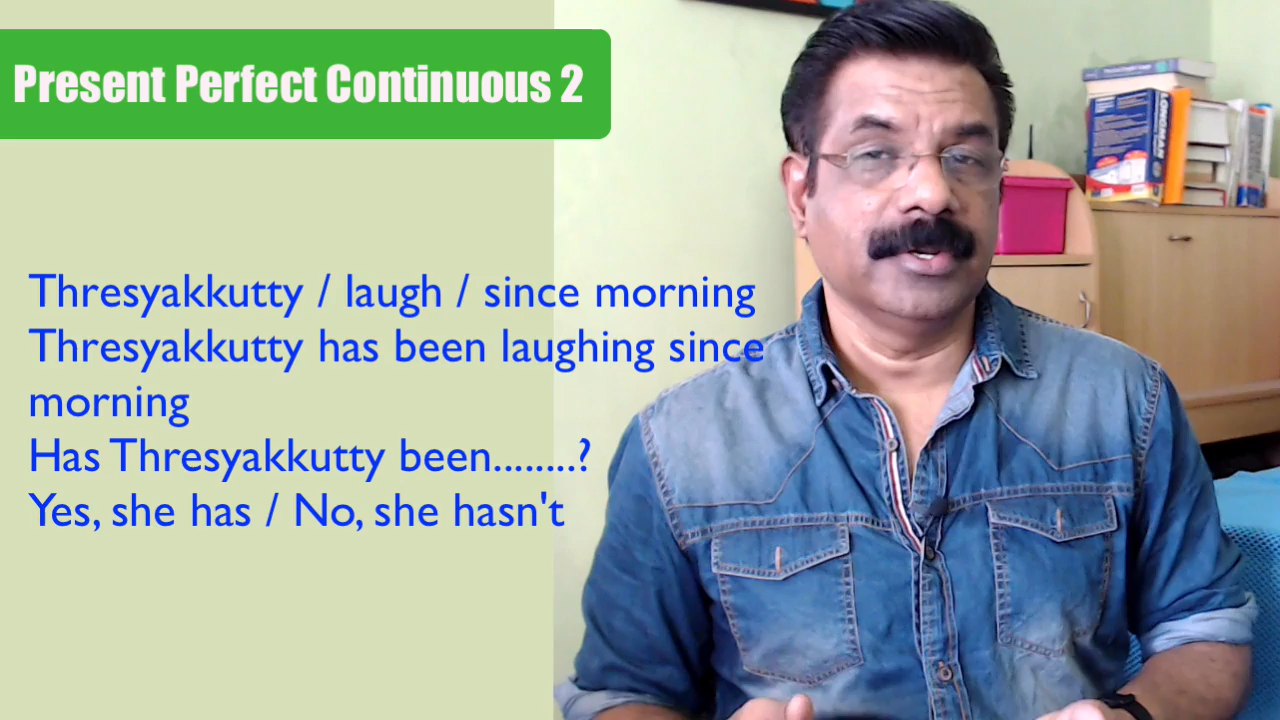 Present Perfect Continuous 2
Thresyakkutty / laugh / since morning
Thresyakkutty has been laughing since
morning
Has Thresyakkutty been........?
Yes, she has / No, she hasn't
LONGMAN